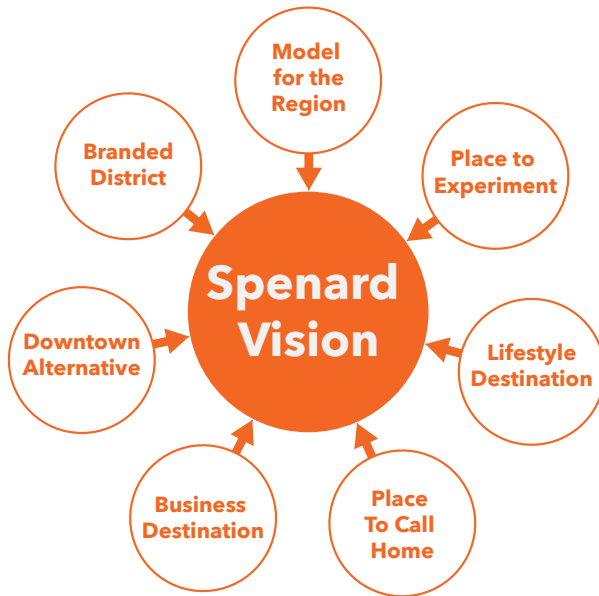 Model
for the
Region
Place to
Experiment
Lifestyle
Destination
Place
To Call
Home
Business
Destination
Downtown
Alternative
Branded
District
Spenard
Vision